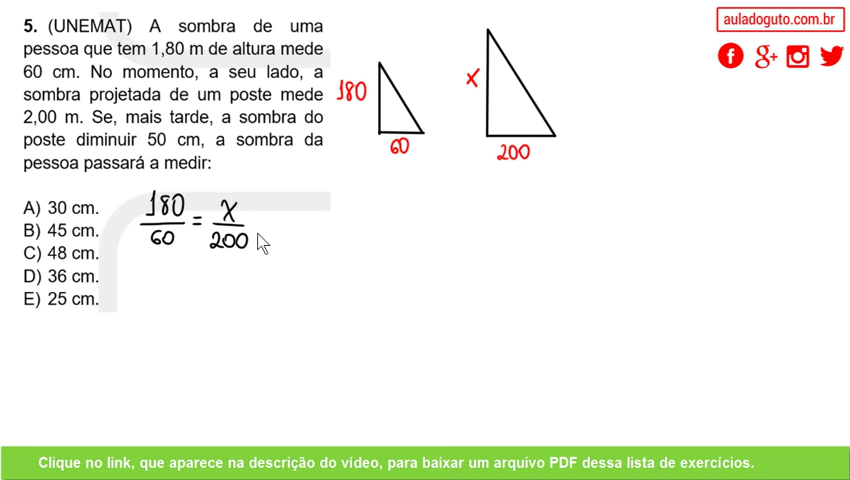 5. (UNEMAT) A sombra de uma
pessoa que tem 1,80 m de altura mede
60 cm. No momento, a seu lado, a
sombra projetada de um poste mede
2,00 m. Se, mais tarde, a sombra do
poste diminuir 50 cm, a sombra da
pessoa passará a medir:
A) 30 cm.
B) 45 cm.
C) 48 cm.
D) 36 cm.
E) 25 cm.
180/60 = x/200
180
60
x
200
auladoguto.com.br
f g+
Clique no link, que aparece na descrição do vídeo, para baixar um arquivo PDF dessa lista de exercícios.